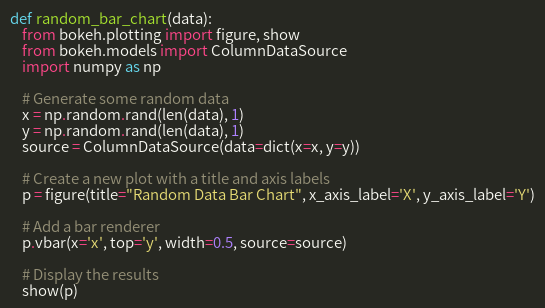 def random_bar_chart(data):
    from bokeh.plotting import figure, show
    from bokeh.models import ColumnDataSource
    import numpy as np

    # Generate some random data
    x = np.random.rand(len(data), 1)
    y = np.random.rand(len(data), 1)
    source = ColumnDataSource(data=dict(x=x, y=y))

    # Create a new plot with a title and axis labels
    p = figure(title="Random Data Bar Chart", x_axis_label='X', y_axis_label='Y')

    # Add a bar renderer
    p.vbar(x='x', top='y', width=0.5, source=source)

    # Display the results
    show(p)